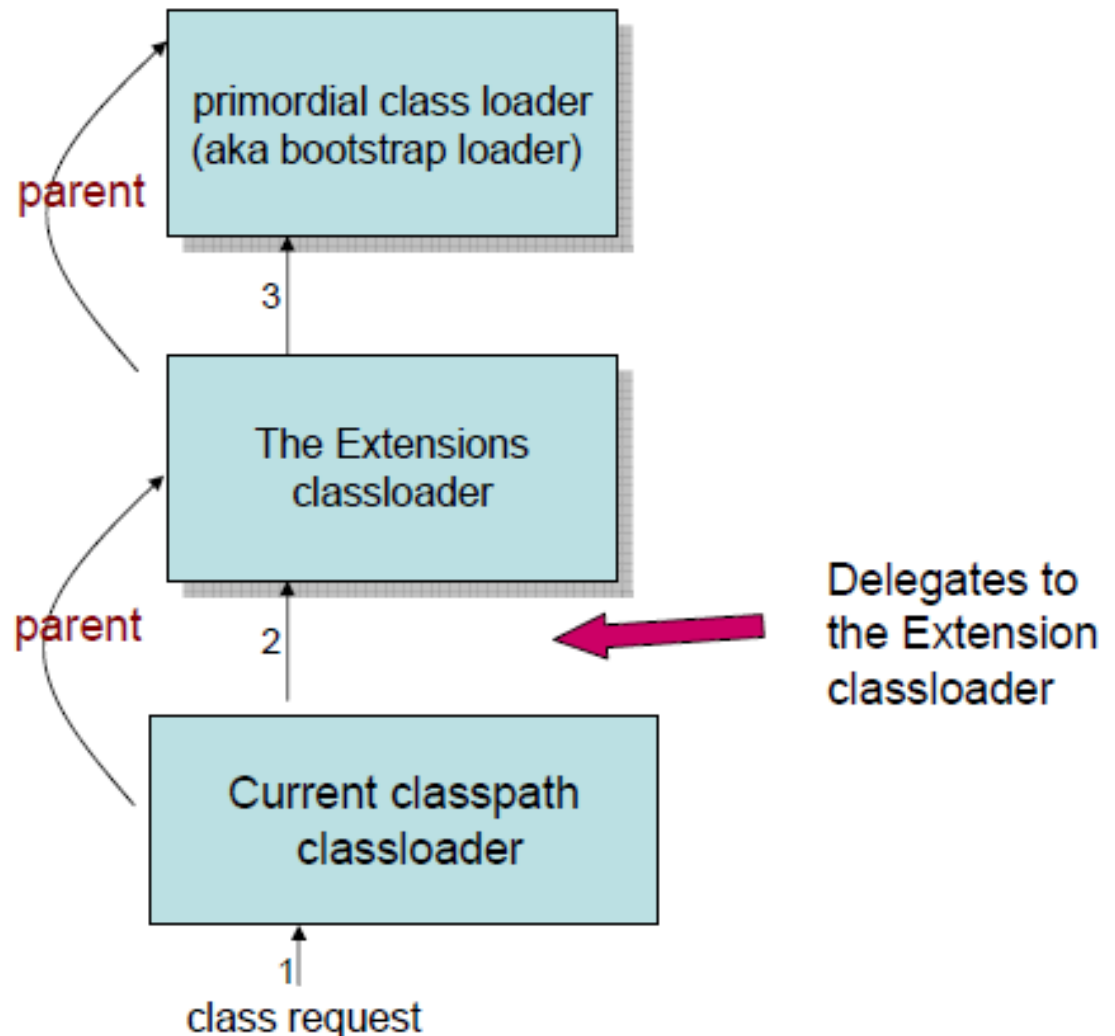 primordial class loader
(aka bootstrap loader)
parent
3
The Extensions
classloader
parent
2
Delegates to
the Extension
classloader
Current classpath
classloader
1
class request